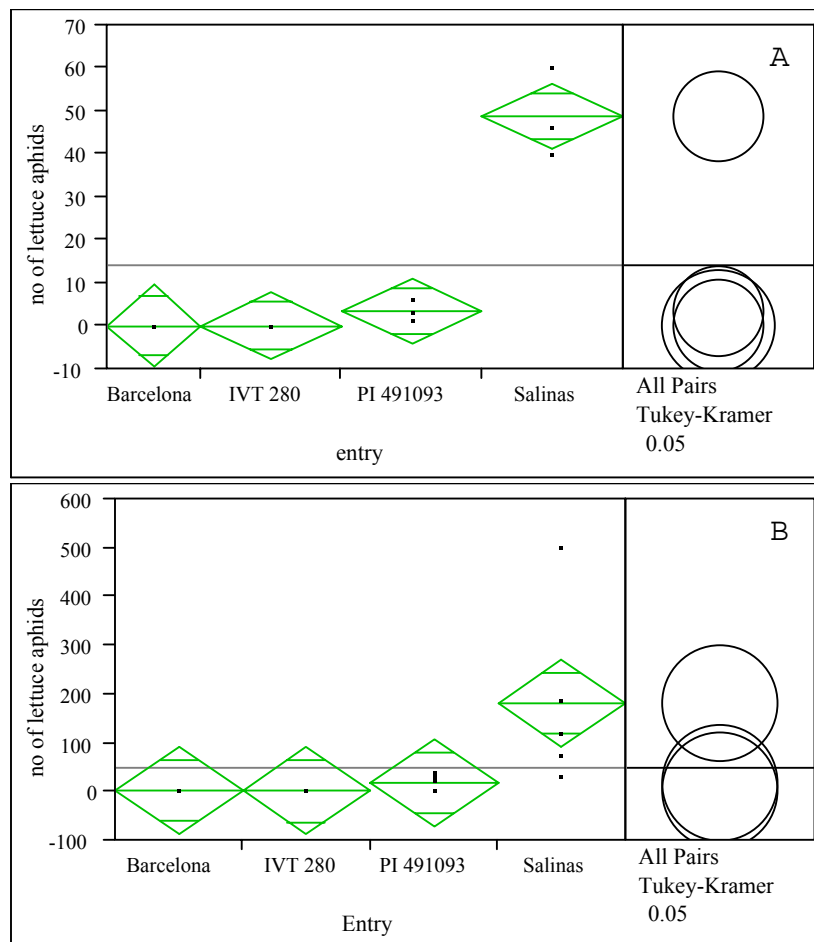 A
70
60
50
40
30
20
10
0
-10
no of lettuce aphids
Barcelona
IVT 280
PI 491093
Salinas
All Pairs
Tukey-Kramer
0.05
entry
B
600
500
400
300
200
100
0
-100
no of lettuce aphids
Barcelona
IVT 280
PI 491093
Salinas
All Pairs
Tukey-Kramer
0.05
Entry